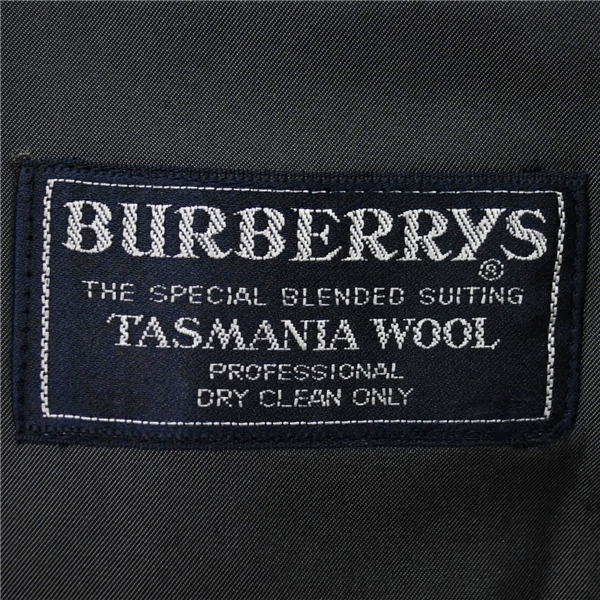 BURBERRYS
®
THE SPECIAL BLENDED SUITING
TASMANIA WOOL
PROFESSIONAL
DRY CLEAN ONLY